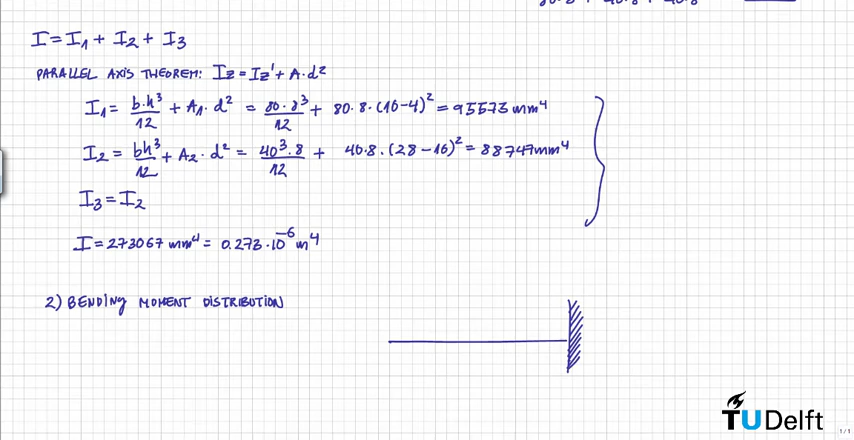 I = I₁ + I₂ + I₃
PARALLEL AXIS THEOREM: Iz = Iz' + A·d²
I₁ = b·h³/12 + A₁·d² = 80·8³/12 + 80·8·(16-4)² = 95573 mm⁴
I₂ = bh³/12 + A₂·d² = 40³·8/12 + 40·8·(28-16)² = 88747 mm⁴
I₃ = I₂
I = 273067 mm⁴ = 0.273·10⁻⁶ m⁴
2) BENDING MOMENT DISTRIBUTION
TUDelft
1/1